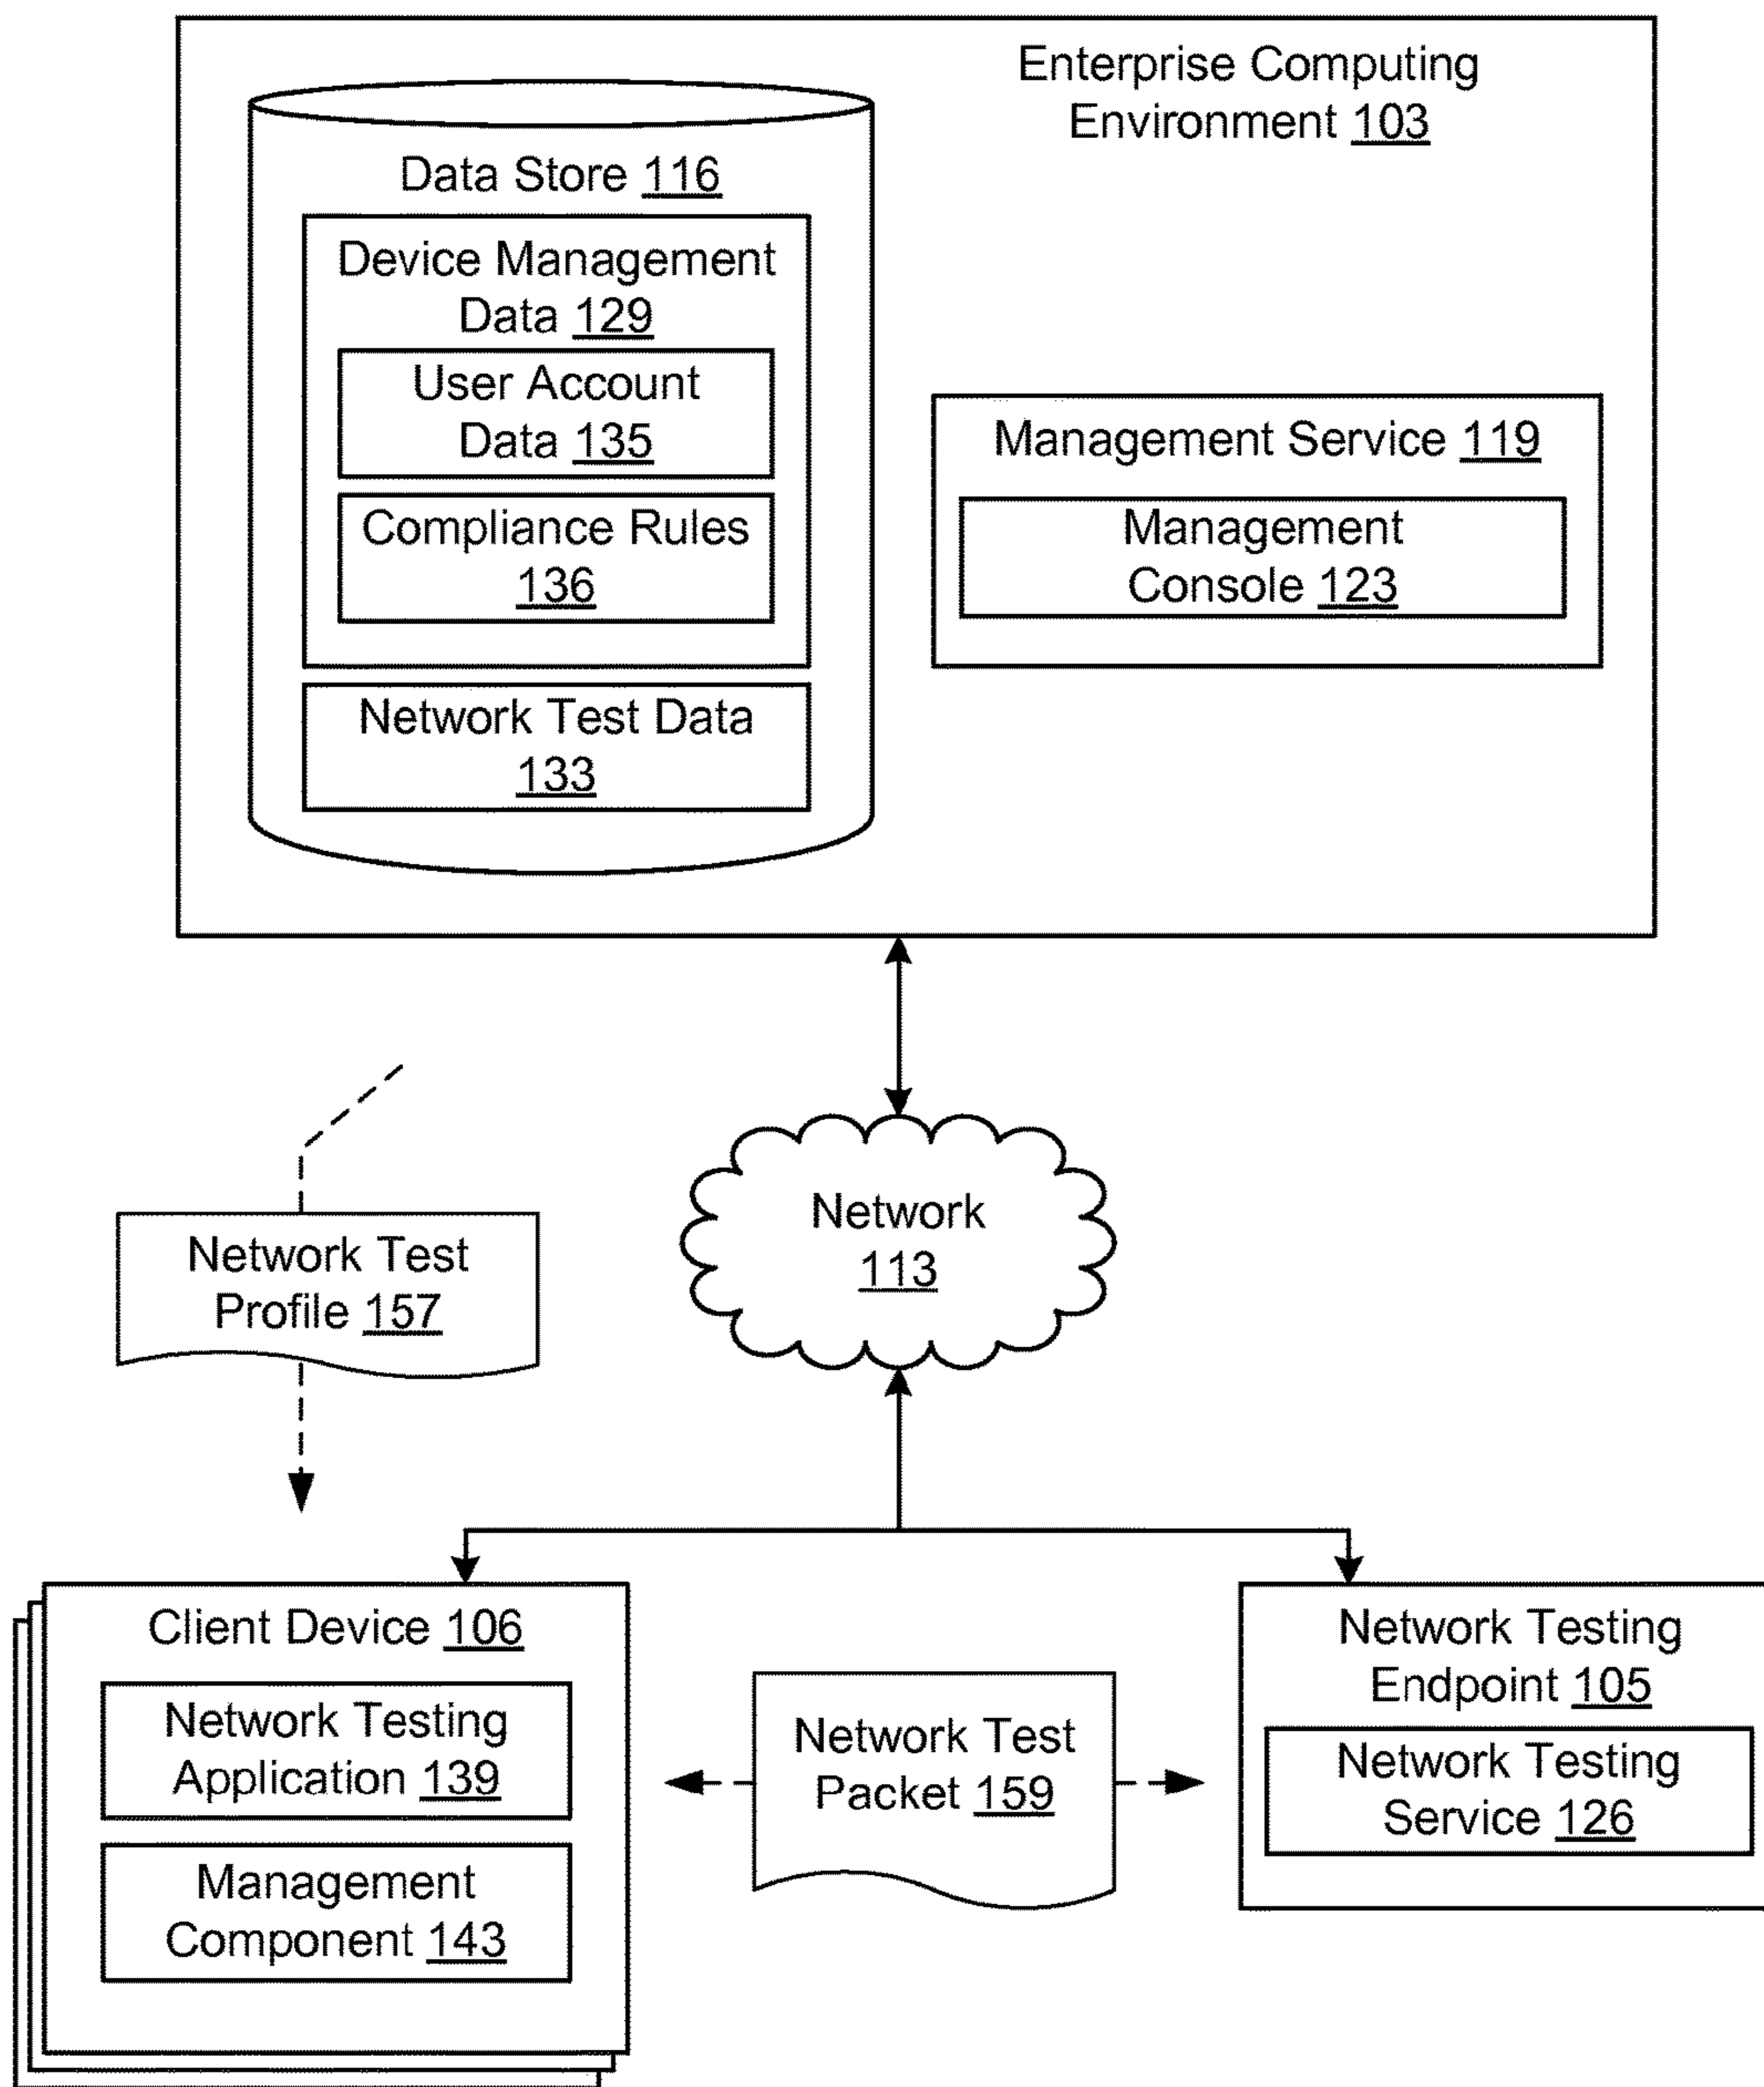 Enterprise Computing
Environment 103
Data Store 116
Device Management
Data 129
User Account
Data 135
Compliance Rules
136
Network Test Data
133
Management Service 119
Management
Console 123
Network
113
Network Test
Profile 157
Client Device 106
Network Testing
Application 139
Management
Component 143
Network Test
Packet 159
Network Testing
Endpoint 105
Network Testing
Service 126